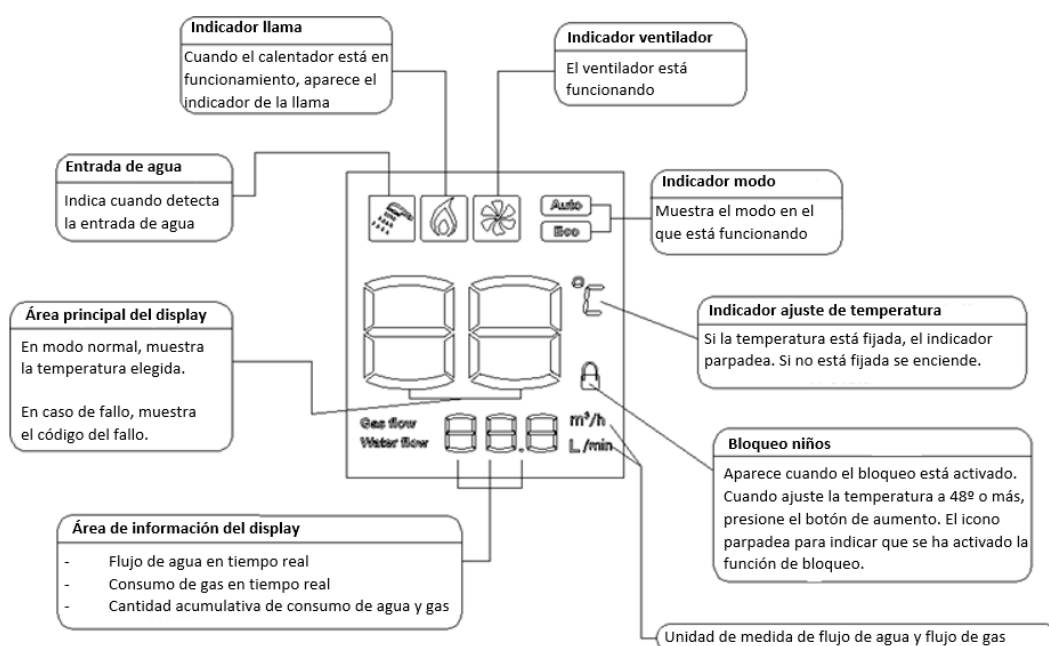 Indicador llama
Cuando el calentador está en
funcionamiento, aparece el
indicador de la llama
Indicador ventilador
El ventilador está
funcionando
Entrada de agua
Indica cuando detecta
la entrada de agua
Auto
Eco
Indicador modo
Muestra el modo en el
que está funcionando
°C
Área principal del display
En modo normal, muestra
la temperatura elegida.
En caso de fallo, muestra
el código del fallo.
Indicador ajuste de temperatura
Si la temperatura está fijada, el indicador
parpadea. Si no está fijada se enciende.
88
Gas flow
Water flow
88.8
m³/h
L/min
Bloqueo niños
Aparece cuando el bloqueo está activado.
Cuando ajuste la temperatura a 48º o más,
presione el botón de aumento. El icono
parpadea para indicar que se ha activado la
función de bloqueo.
Área de información del display
- Flujo de agua en tiempo real
- Consumo de gas en tiempo real
- Cantidad acumulativa de consumo de agua y gas
Unidad de medida de flujo de agua y flujo de gas